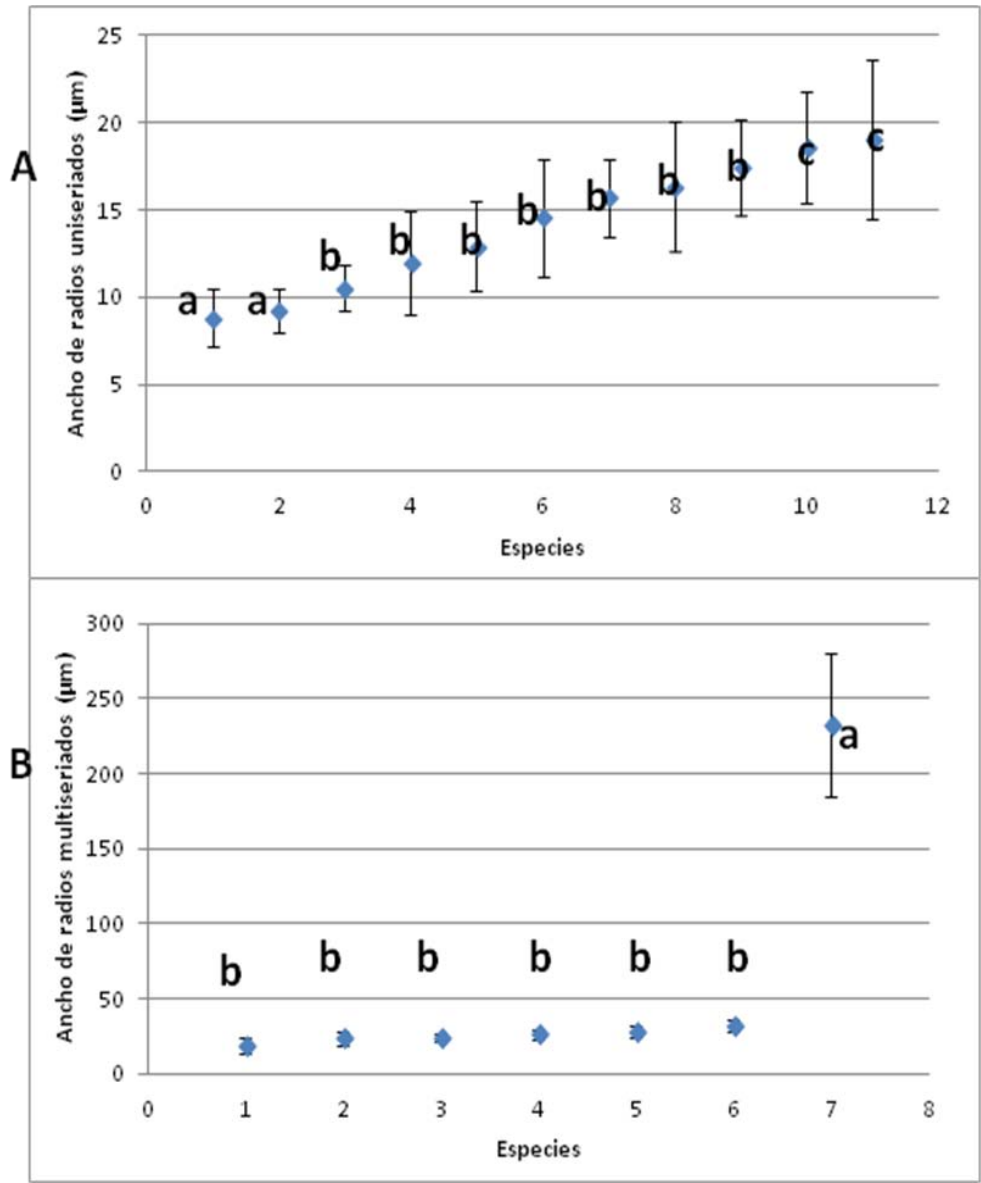 A
Ancho de radios uniseriados (µm)
25
20
15
10
5
0
a a b b b b b b b c c
0 2 4 6 8 10 12
Especies
B
Ancho de radios multiseriados (µm)
300
250
200
150
100
50
0
a
b b b b b b
0 1 2 3 4 5 6 7 8
Especies